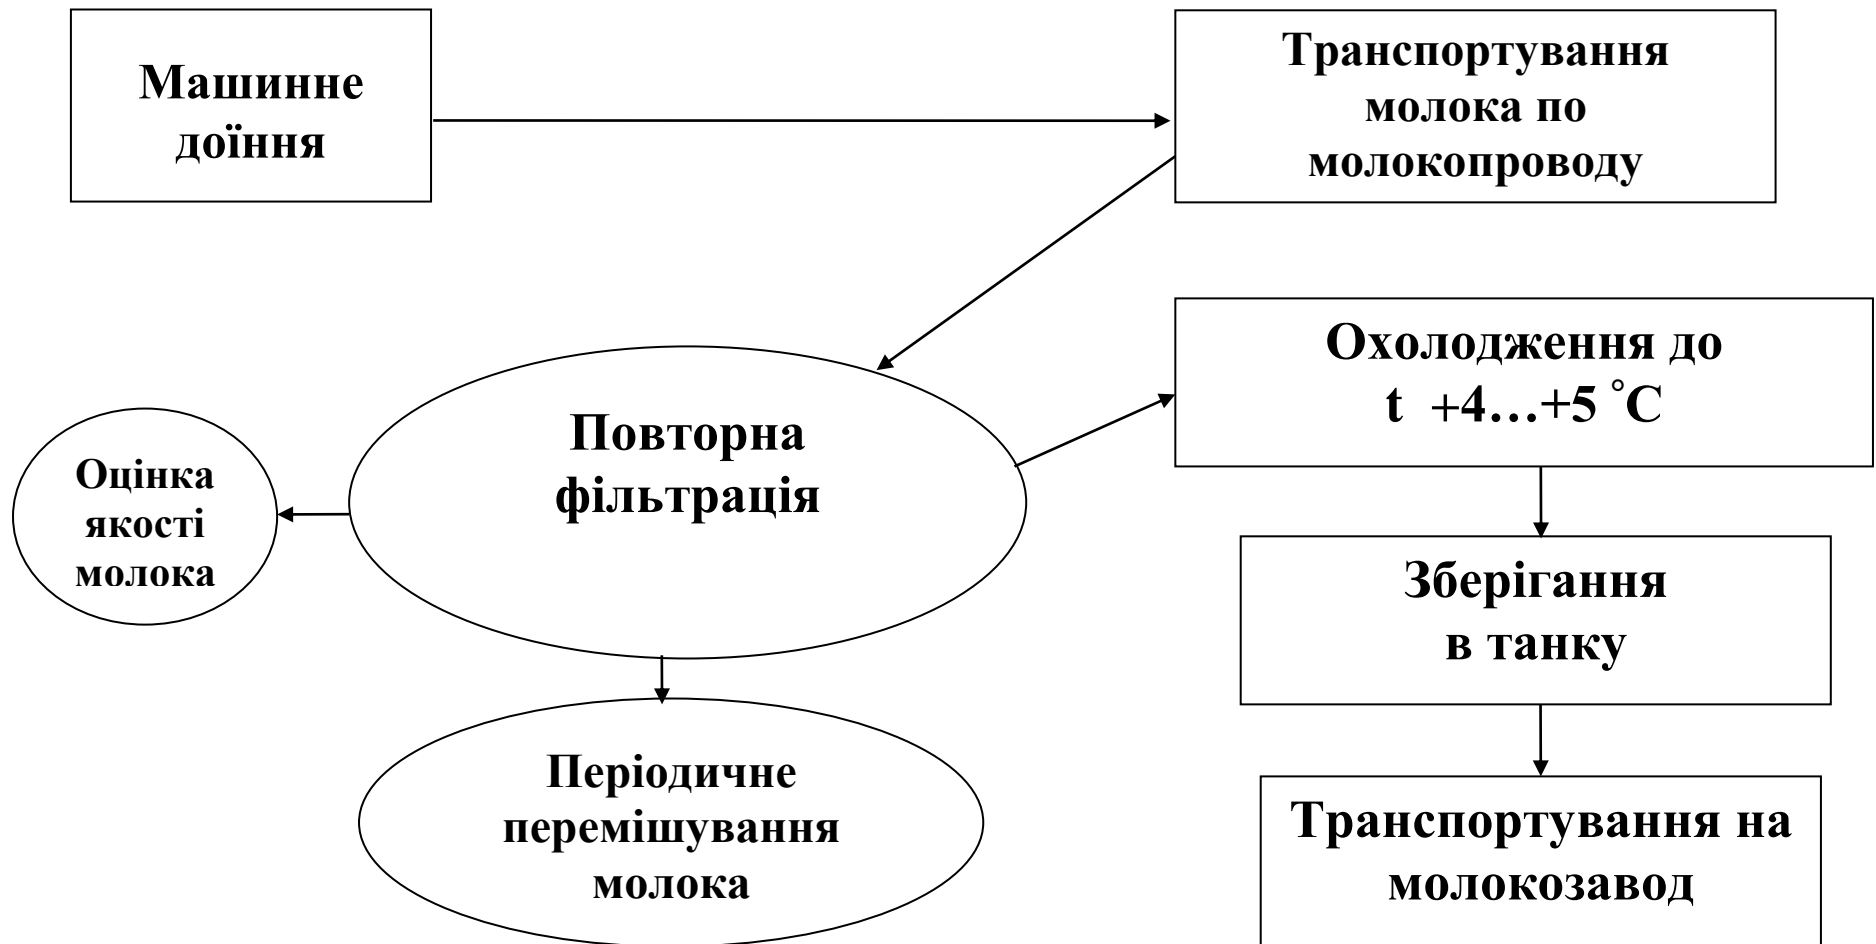 Машинне
доїння
Транспортування
молока по
молокопроводу
Охолодження до
t +4…+5 °С
Повторна
фільтрація
Оцінка
якості
молока
Зберігання
в танку
Періодичне
перемішування
молока
Транспортування на
молокозавод